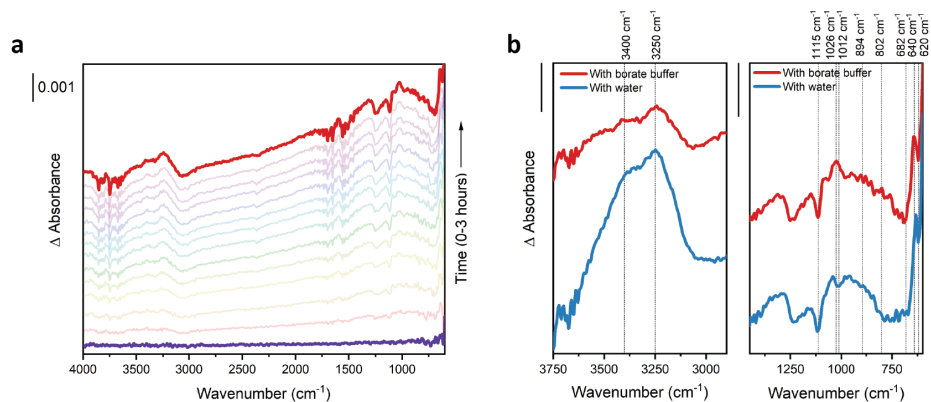 a
0.001
Δ Absorbance
Time (0-3 hours)
4000 3500 3000 2500 2000 1500 1000
Wavenumber (cm⁻¹)
b
3400 cm⁻¹
3250 cm⁻¹
With borate buffer
With water
Δ Absorbance
3750 3500 3250 3000
Wavenumber (cm⁻¹)
1115 cm⁻¹
1026 cm⁻¹
1012 cm⁻¹
894 cm⁻¹
802 cm⁻¹
682 cm⁻¹
640 cm⁻¹
620 cm⁻¹
With borate buffer
With water
1250 1000 750
Wavenumber (cm⁻¹)